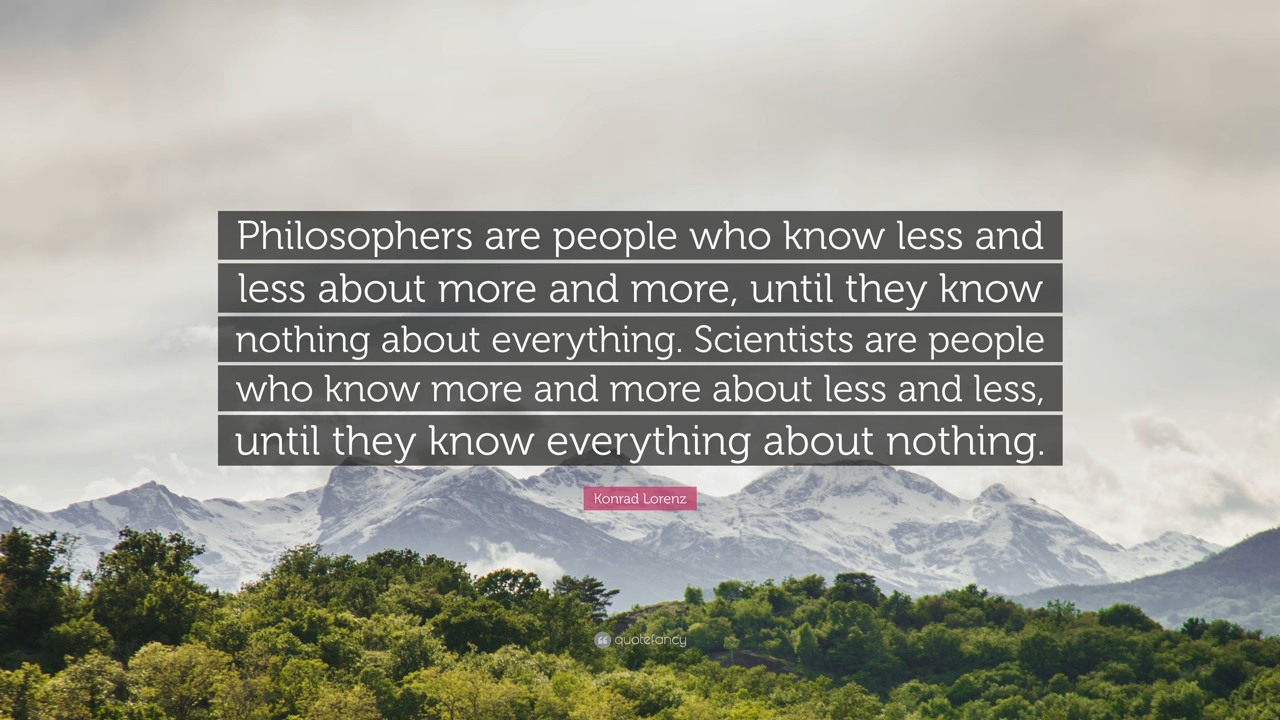 Philosophers are people who know less and
less about more and more, until they know
nothing about everything. Scientists are people
who know more and more about less and less,
until they know everything about nothing.
Konrad Lorenz
quotefancy